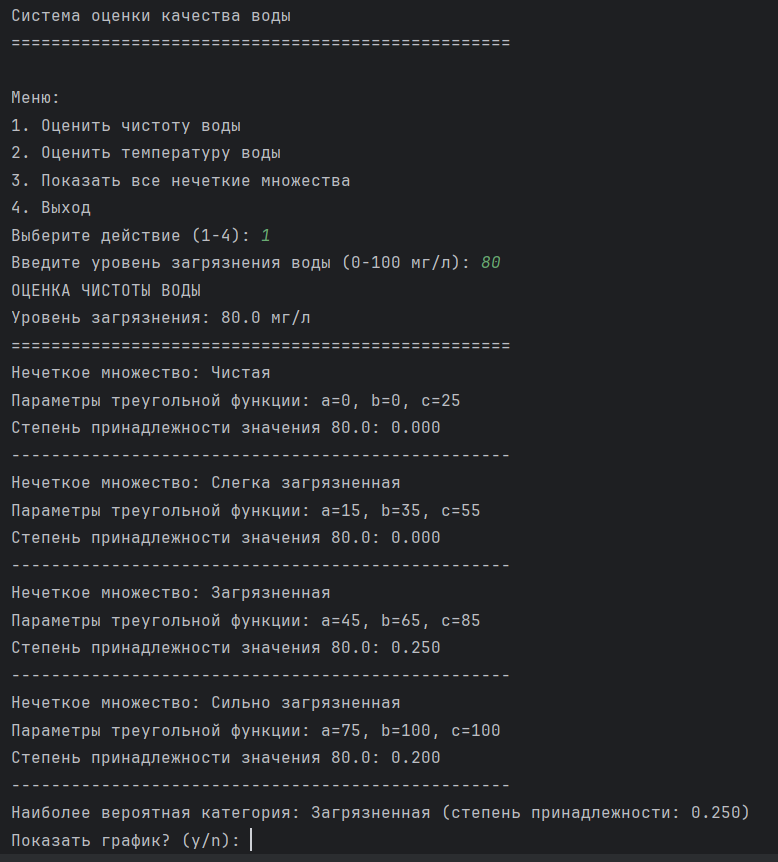 Система оценки качества воды
==================================================
Меню:
1. Оценить чистоту воды
2. Оценить температуру воды
3. Показать все нечеткие множества
4. Выход
Выберите действие (1-4): 1
Введите уровень загрязнения воды (0-100 мг/л): 80
ОЦЕНКА ЧИСТОТЫ ВОДЫ
Уровень загрязнения: 80.0 мг/л
==================================================
Нечеткое множество: Чистая
Параметры треугольной функции: a=0, b=0, c=25
Степень принадлежности значения 80.0: 0.000
--------------------------------------------------
Нечеткое множество: Слегка загрязненная
Параметры треугольной функции: a=15, b=35, c=55
Степень принадлежности значения 80.0: 0.000
--------------------------------------------------
Нечеткое множество: Загрязненная
Параметры треугольной функции: a=45, b=65, c=85
Степень принадлежности значения 80.0: 0.250
--------------------------------------------------
Нечеткое множество: Сильно загрязненная
Параметры треугольной функции: a=75, b=100, c=100
Степень принадлежности значения 80.0: 0.200
--------------------------------------------------
Наиболее вероятная категория: Загрязненная (степень принадлежности: 0.250)
Показать график? (y/n):